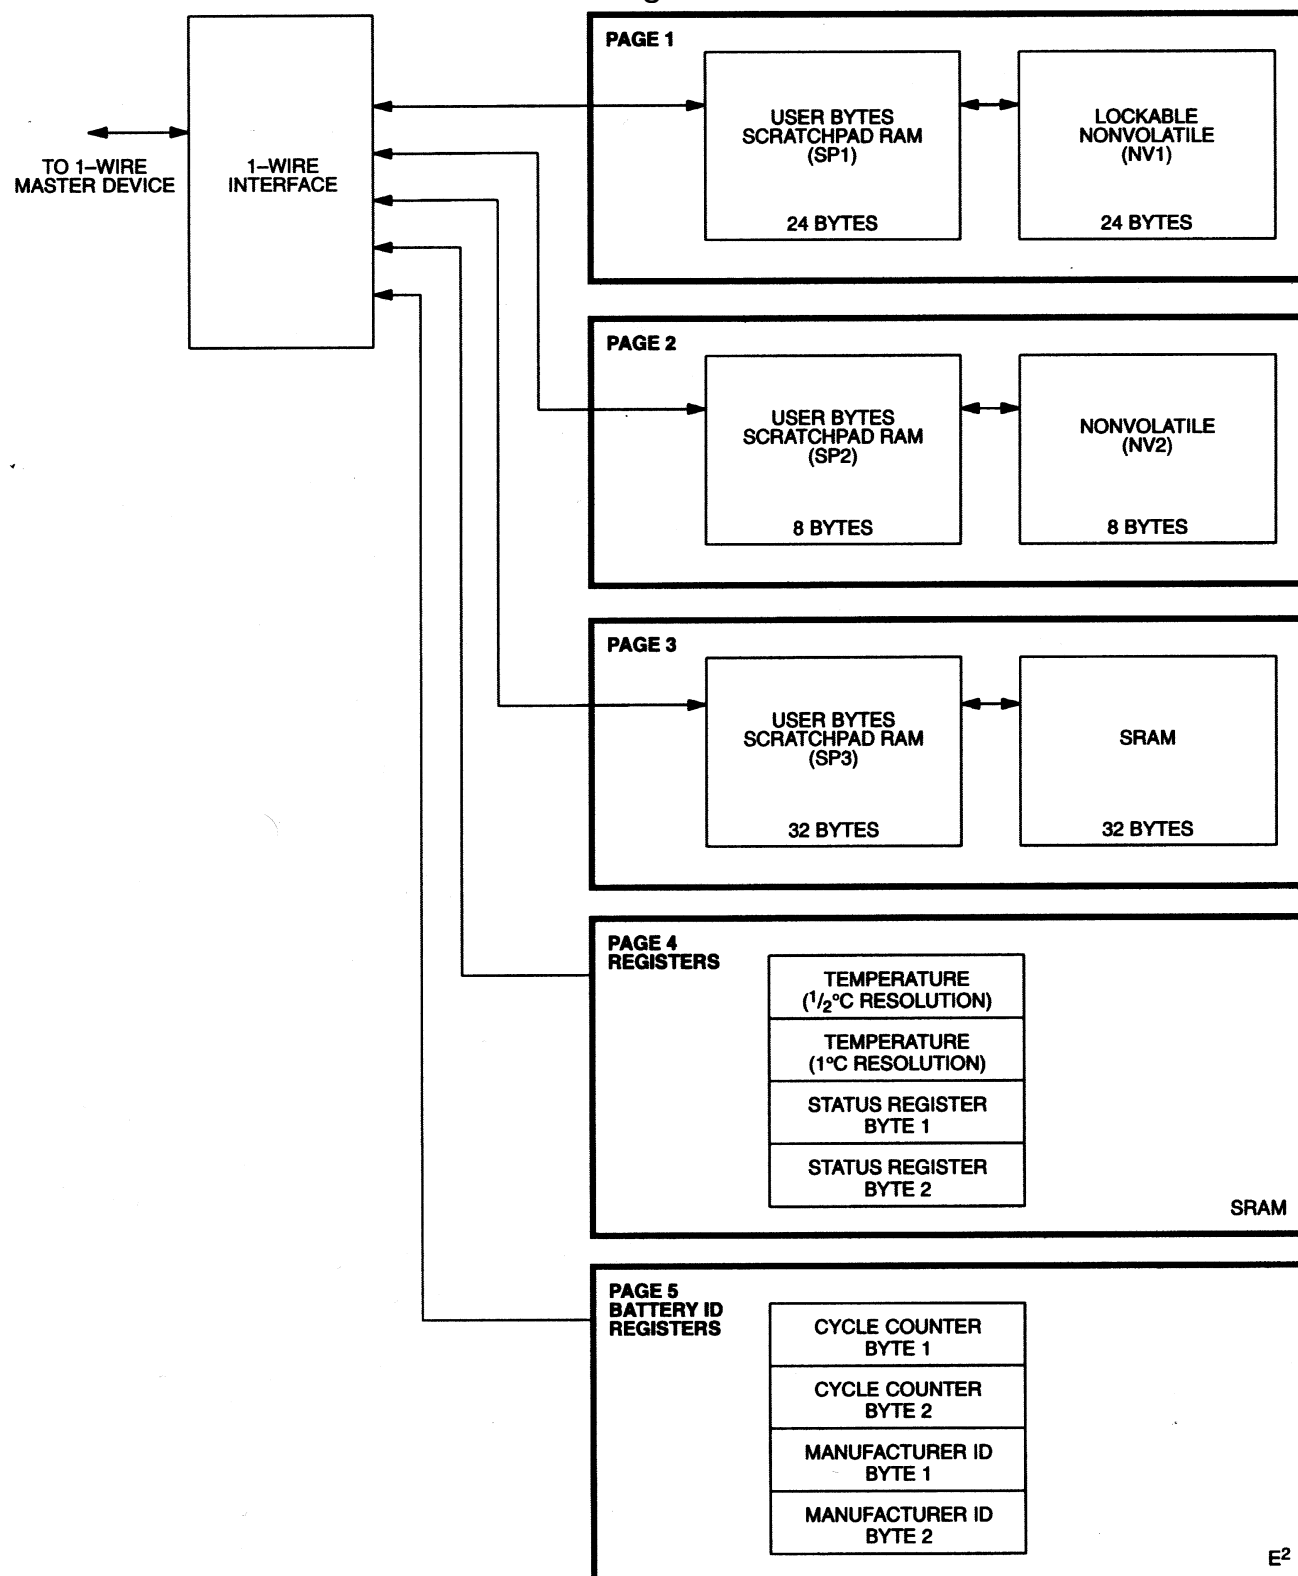 PAGE 1
USER BYTES
SCRATCHPAD RAM
(SP1)
24 BYTES
LOCKABLE
NONVOLATILE
(NV1)
24 BYTES
TO 1–WIRE
MASTER DEVICE
1–WIRE
INTERFACE
PAGE 2
USER BYTES
SCRATCHPAD RAM
(SP2)
8 BYTES
NONVOLATILE
(NV2)
8 BYTES
PAGE 3
USER BYTES
SCRATCHPAD RAM
(SP3)
32 BYTES
SRAM
32 BYTES
PAGE 4
REGISTERS
TEMPERATURE
(1/2°C RESOLUTION)
TEMPERATURE
(1°C RESOLUTION)
STATUS REGISTER
BYTE 1
STATUS REGISTER
BYTE 2
SRAM
PAGE 5
BATTERY ID
REGISTERS
CYCLE COUNTER
BYTE 1
CYCLE COUNTER
BYTE 2
MANUFACTURER ID
BYTE 1
MANUFACTURER ID
BYTE 2
E²